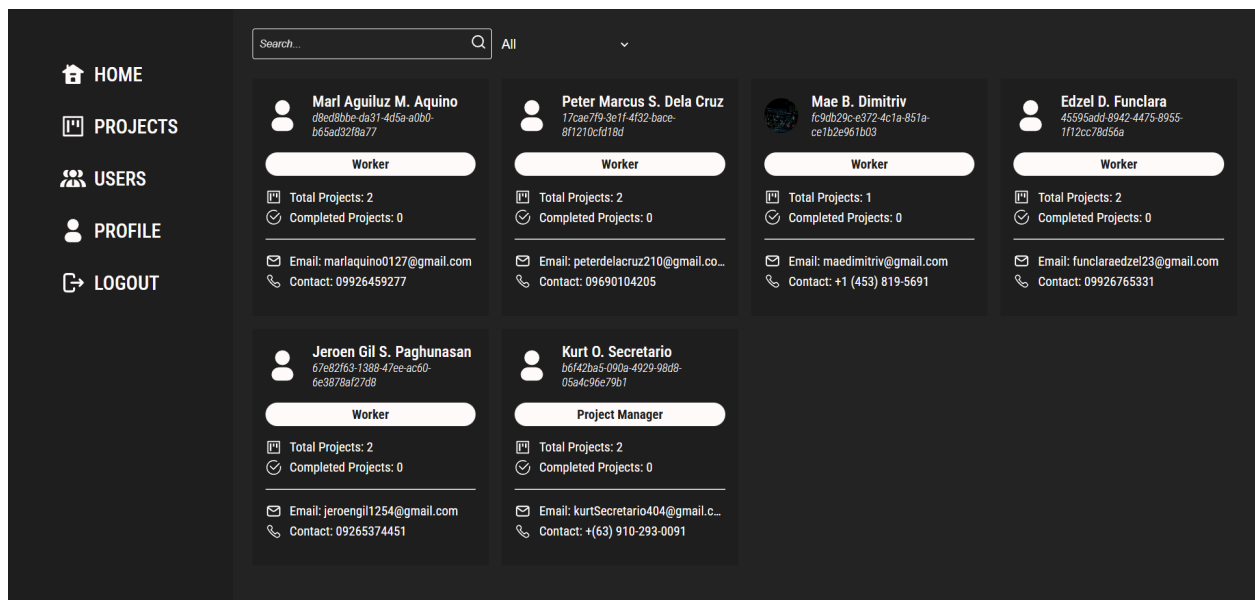 HOME
PROJECTS
USERS
PROFILE
LOGOUT
Search...
All
Marl Aguiluz M. Aquino
d8ed8bbe-da31-4d5a-a0b0-
b65ad32f8a77
Worker
Total Projects: 2
Completed Projects: 0
Email: marlaquino0127@gmail.com
Contact: 09926459277
Peter Marcus S. Dela Cruz
17cae7f9-3e1f-4f32-bace-
8f1210cfd18d
Worker
Total Projects: 2
Completed Projects: 0
Email: peterdelacruz210@gmail.co...
Contact: 09690104205
Mae B. Dimitriv
fc9db29c-e372-4c1a-851a-
ce1b2e961b03
Worker
Total Projects: 1
Completed Projects: 0
Email: maedimitriv@gmail.com
Contact: +1 (453) 819-5691
Edzel D. Funclara
45595add-8942-4475-8955-
1f12cc78d56a
Worker
Total Projects: 2
Completed Projects: 0
Email: funclaraedzel23@gmail.com
Contact: 09926765331
Jeroen Gil S. Paghunasan
67e82f63-1388-47ee-ac60-
6e3878af27d8
Worker
Total Projects: 2
Completed Projects: 0
Email: jeroengil1254@gmail.com
Contact: 09265374451
Kurt O. Secretario
b6f42ba5-090a-4929-98d8-
05a4c96e79b1
Project Manager
Total Projects: 2
Completed Projects: 0
Email: kurtSecretario404@gmail.c...
Contact: +(63) 910-293-0091